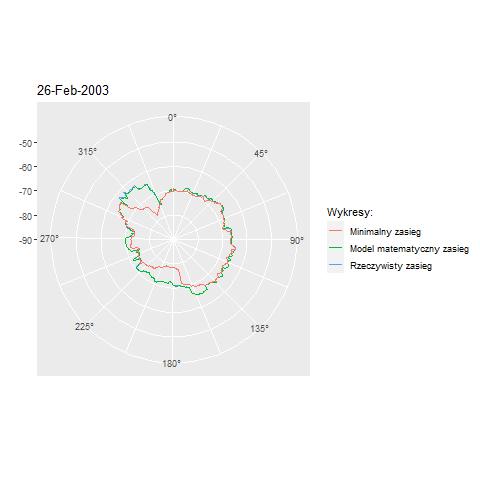 26-Feb-2003
0°
315°
45°
-50
-60
-70
-80
-90
270°
90°
225°
135°
180°
Wykresy:
Minimalny zasieg
Model matematyczny zasieg
Rzeczywisty zasieg